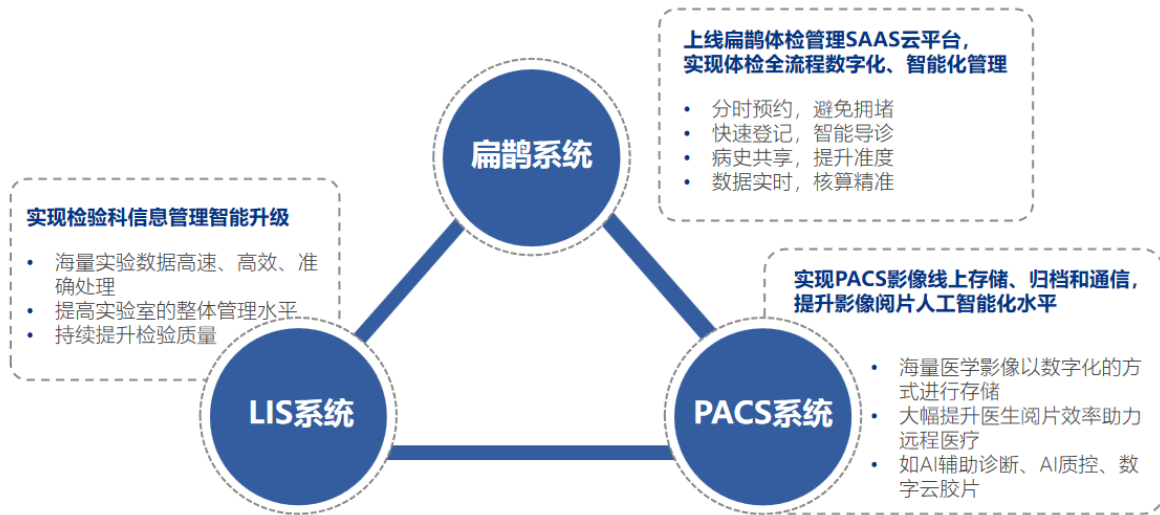 上线扁鹊体检管理SAAS云平台，
实现体检全流程数字化、智能化管理
• 分时预约，避免拥堵
• 快速登记，智能导诊
• 病史共享，提升准度
• 数据实时，核算精准
扁鹊系统
实现检验科信息管理智能升级
• 海量实验数据高速、高效、准
确处理
• 提高实验室的整体管理水平
• 持续提升检验质量
LIS系统
实现PACS影像线上存储、归档和通信，
提升影像阅片人工智能化水平
• 海量医学影像以数字化的方
式进行存储
• 大幅提升医生阅片效率助力
远程医疗
• 如AI辅助诊断、AI质控、数
字云胶片
PACS系统